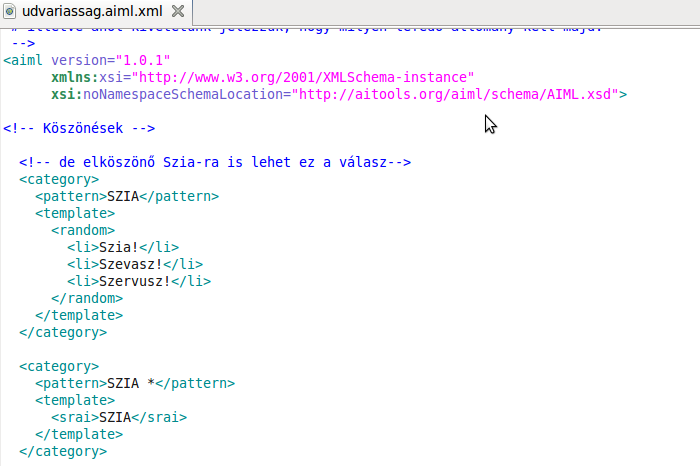 udvariassag.aiml.xml
-->
<aiml version="1.0.1"
xmlns:xsi="http://www.w3.org/2001/XMLSchema-instance"
xsi:noNamespaceSchemaLocation="http://aitools.org/aiml/schema/AIML.xsd">
<!-- Köszönések -->
<!-- de elköszönő Szia-ra is lehet ez a válasz-->
<category>
<pattern>SZIA</pattern>
<template>
<random>
<li>Szia!</li>
<li>Szevasz!</li>
<li>Szervusz!</li>
</random>
</template>
</category>
<category>
<pattern>SZIA *</pattern>
<template>
<srai>SZIA</srai>
</template>
</category>